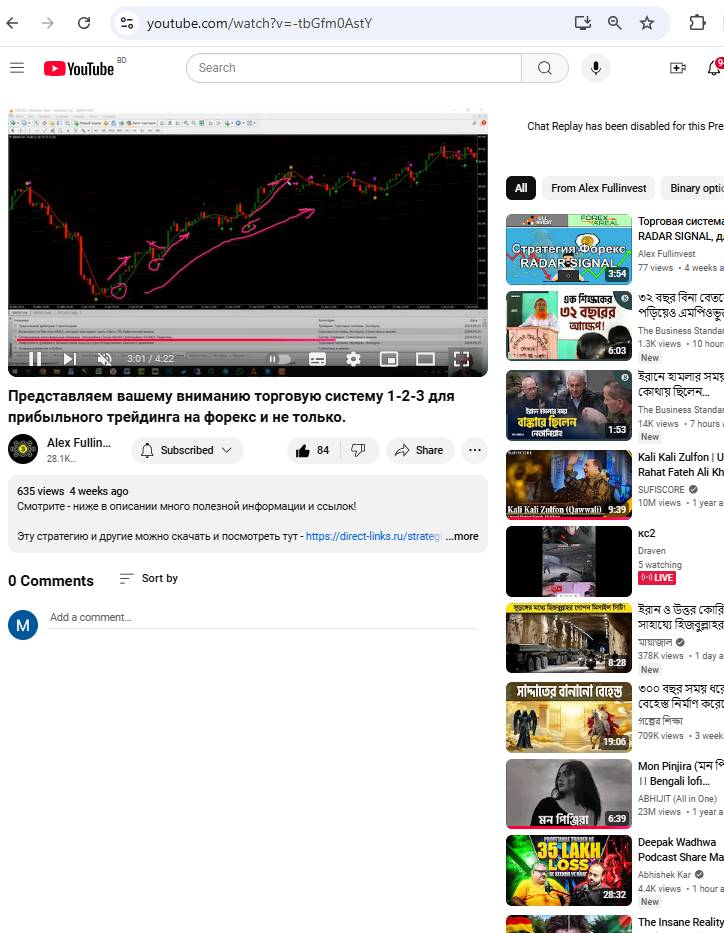 youtube.com/watch?v=-tbGfm0AstY
YouTube BD
Search
9
3:01 / 4:22
Представляем вашему вниманию торговую систему 1-2-3 для
прибыльного трейдинга на форекс и не только.
Alex Fullin...
28.1K...
Subscribed
84
Share
635 views 4 weeks ago
Смотрите - ниже в описании много полезной информации и ссылок!
Эту стратегию и другие можно скачать и посмотреть тут - https://direct-links.ru/strateg ...more
0 Comments
Sort by
M
Add a comment...
Chat Replay has been disabled for this Pre
All
From Alex Fullinvest
Binary optio
FOREX AREAL
Стратегия Форекс
RADAR SIGNAL
3:54
Торговая система
RADAR SIGNAL, д
Alex Fullinvest
77 views • 4 weeks a
এক শিক্ষকের
৩২ বছরের
আক্ষেপ!
6:03
৩২ বছর বিনা বেতনে
পড়িয়েও এমপিওভু
The Business Standar
1.3K views • 10 hours
New
বাঙ্কারে ছিলেন
নেতানিয়াহু
1:53
ইরানে হামলার সময়
কোথায় ছিলেন...
The Business Standar
14K views • 7 hours a
New
SUFISCORE
Kali Kali Zulfon (Qawwali)
9:39
Kali Kali Zulfon | U
Rahat Fateh Ali Kh
SUFISCORE
10M views • 1 year a
кс2
Draven
5 watching
LIVE
সুড়ঙ্গের মধ্যে হিজবুল্লাহর গোপন মিসাইল সিটি!
8:28
ইরান ও উত্তর কোরি
সাহায্যে হিজবুল্লাহর
মায়াজাল
378K views • 1 day a
New
সাদ্দাতের বানানো বেহেস্ত
19:06
৩০০ বছর সময় ধরে
বেহেস্ত নির্মাণ করে
গল্পের শিক্ষা
709K views • 3 week
মন পিঞ্জিরা
6:39
Mon Pinjira (মন পি
|| Bengali lofi...
ABHIJIT (All in One)
23M views • 1 year a
35 LAKH
LOSS
28:32
Deepak Wadhwa
Podcast Share Ma
Abhishek Kar
4.4K views • 1 hour a
New
The Insane Reality